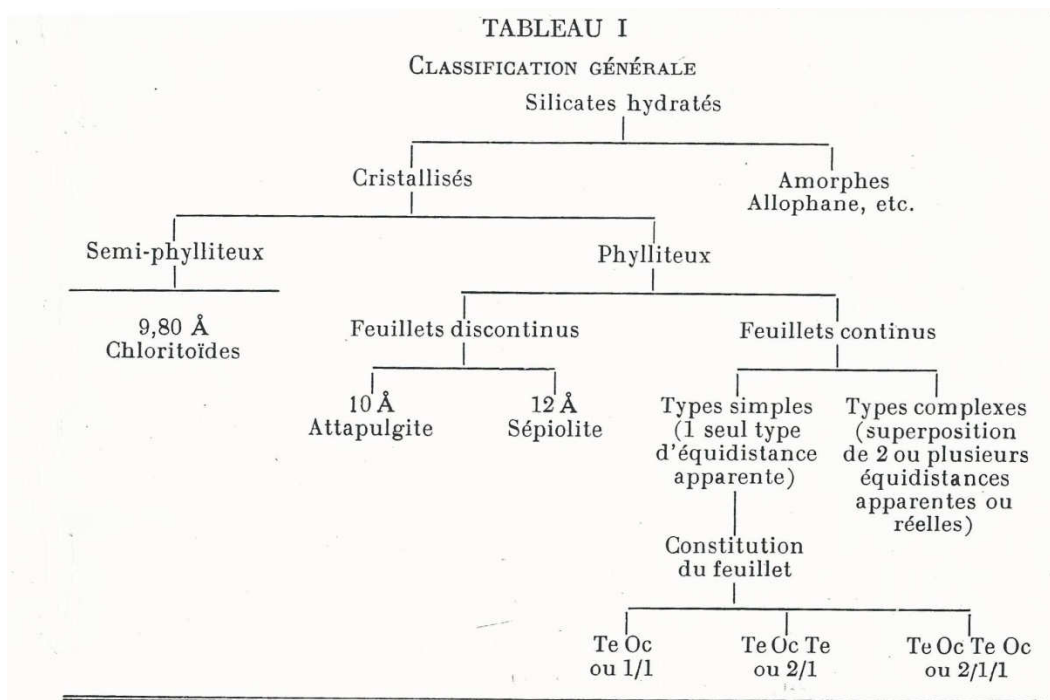 TABLEAU I
CLASSIFICATION GÉNÉRALE
Silicates hydratés
Cristallisés
Amorphes
Allophane, etc.
Semi-phylliteux
Phylliteux
9,80 Å
Chloritoïdes
Feuillets discontinus
Feuillets continus
10 Å
Attapulgite
12 Å
Sépiolite
Types simples
(1 seul type
d'équidistance
apparente)
Types complexes
(superposition
de 2 ou plusieurs
équidistances
apparentes ou
réelles)
Constitution
du feuillet
Te Oc
ou 1/1
Te Oc Te
ou 2/1
Te Oc Te Oc
ou 2/1/1